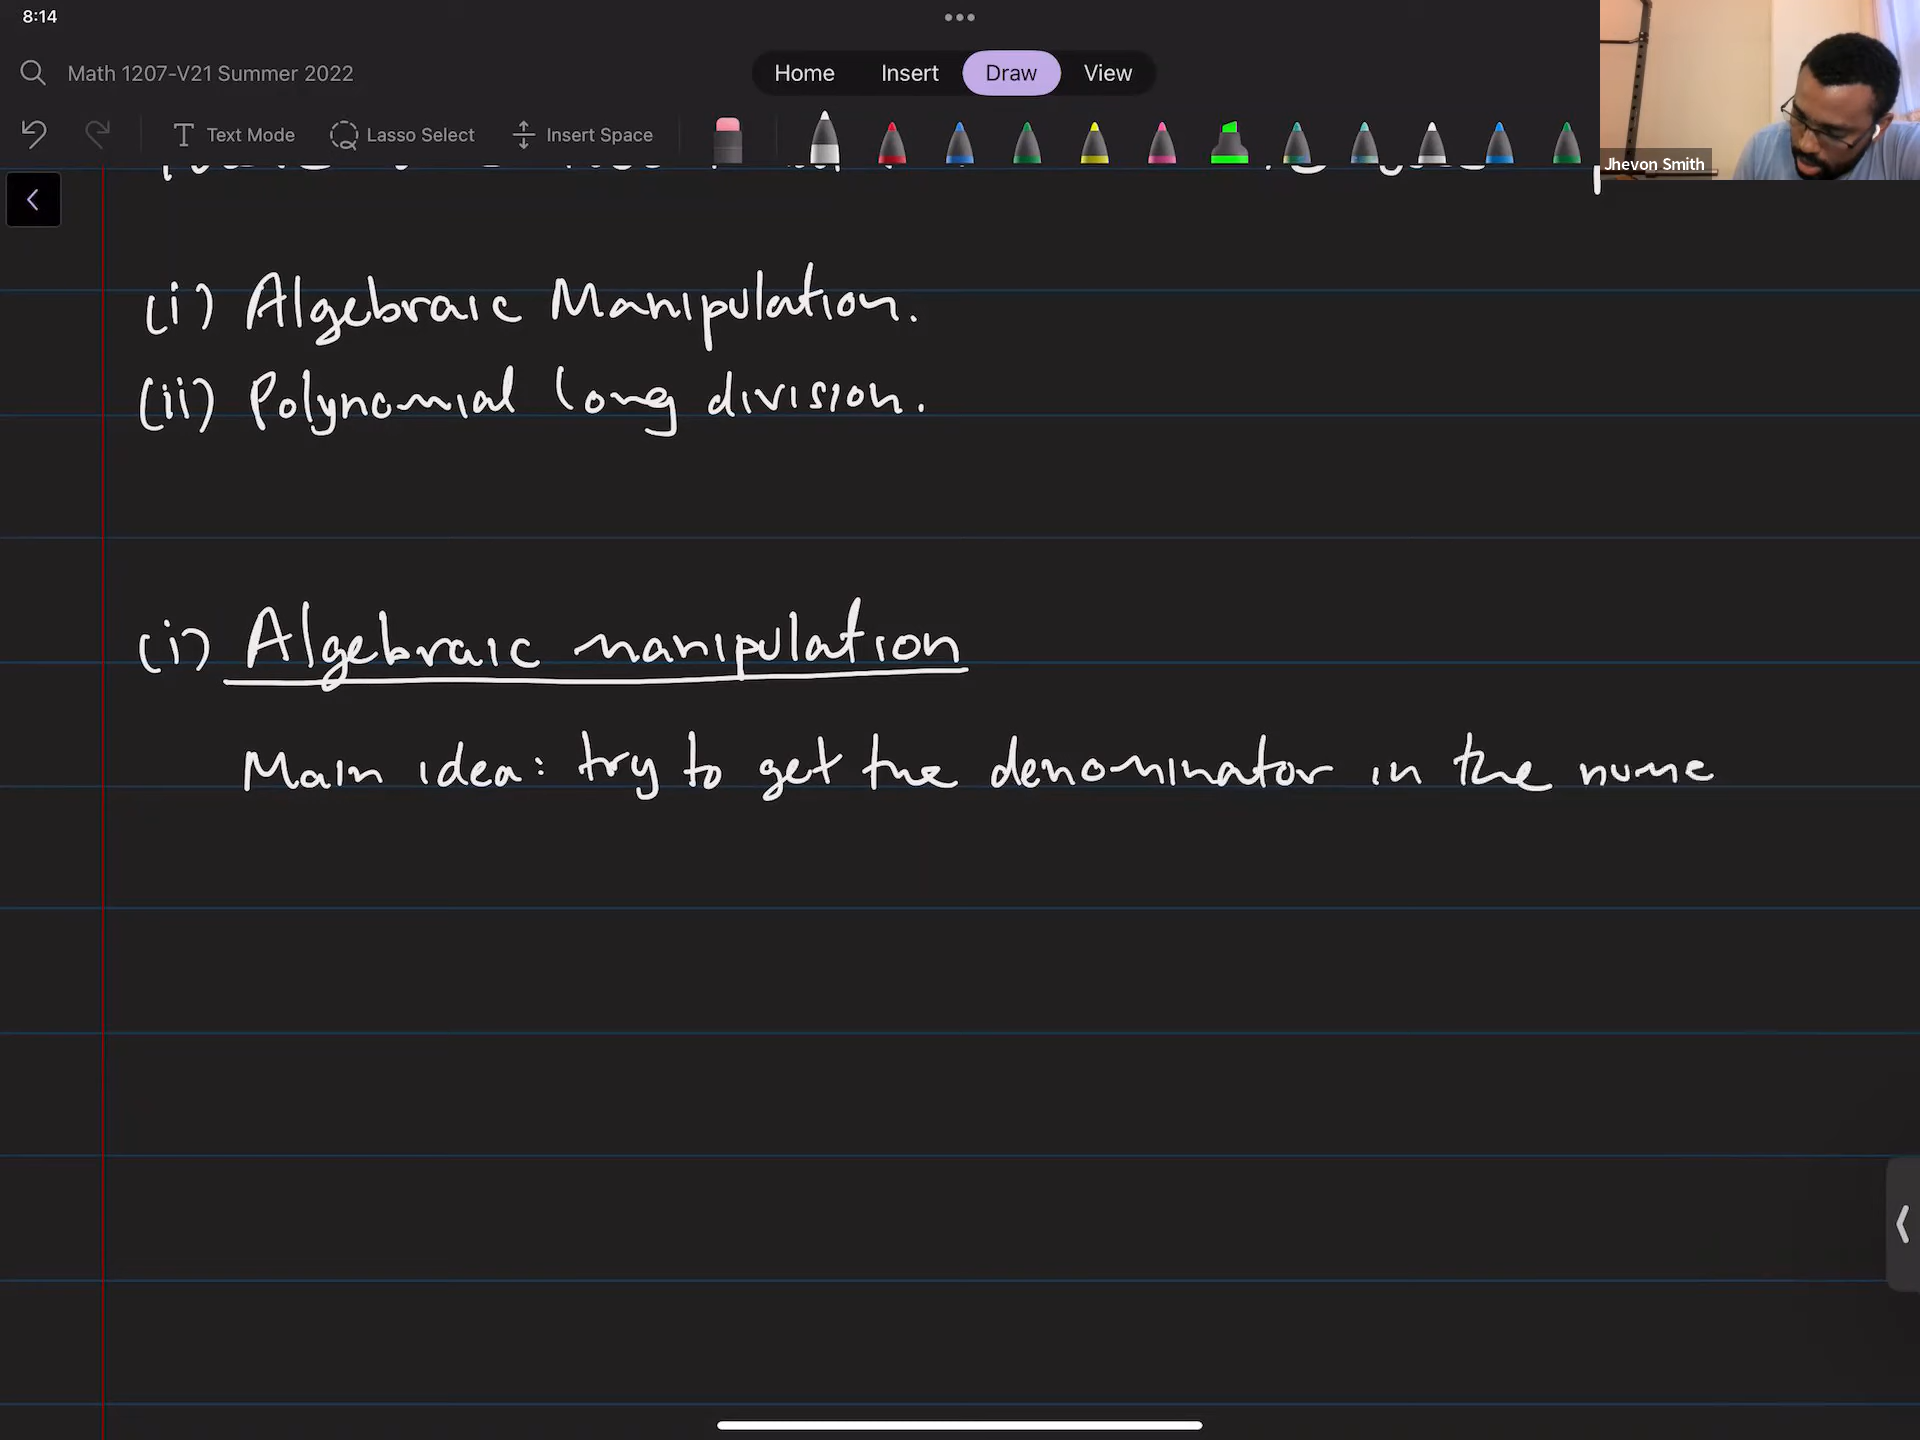 8:14
Math 1207-V21 Summer 2022
Home Insert Draw View
Text Mode Lasso Select Insert Space
Jhevon Smith
(i) Algebraic Manipulation.
(ii) Polynomial long division.
(i) Algebraic manipulation
Main idea: try to get the denominator in the nume